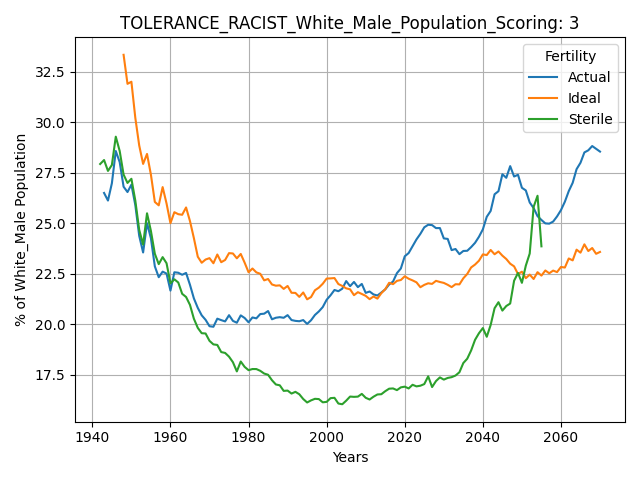 TOLERANCE_RACIST_White_Male_Population_Scoring: 3
Fertility
Actual
Ideal
Sterile
% of White_Male Population
32.5
30.0
27.5
25.0
22.5
20.0
17.5
1940 1960 1980 2000 2020 2040 2060
Years